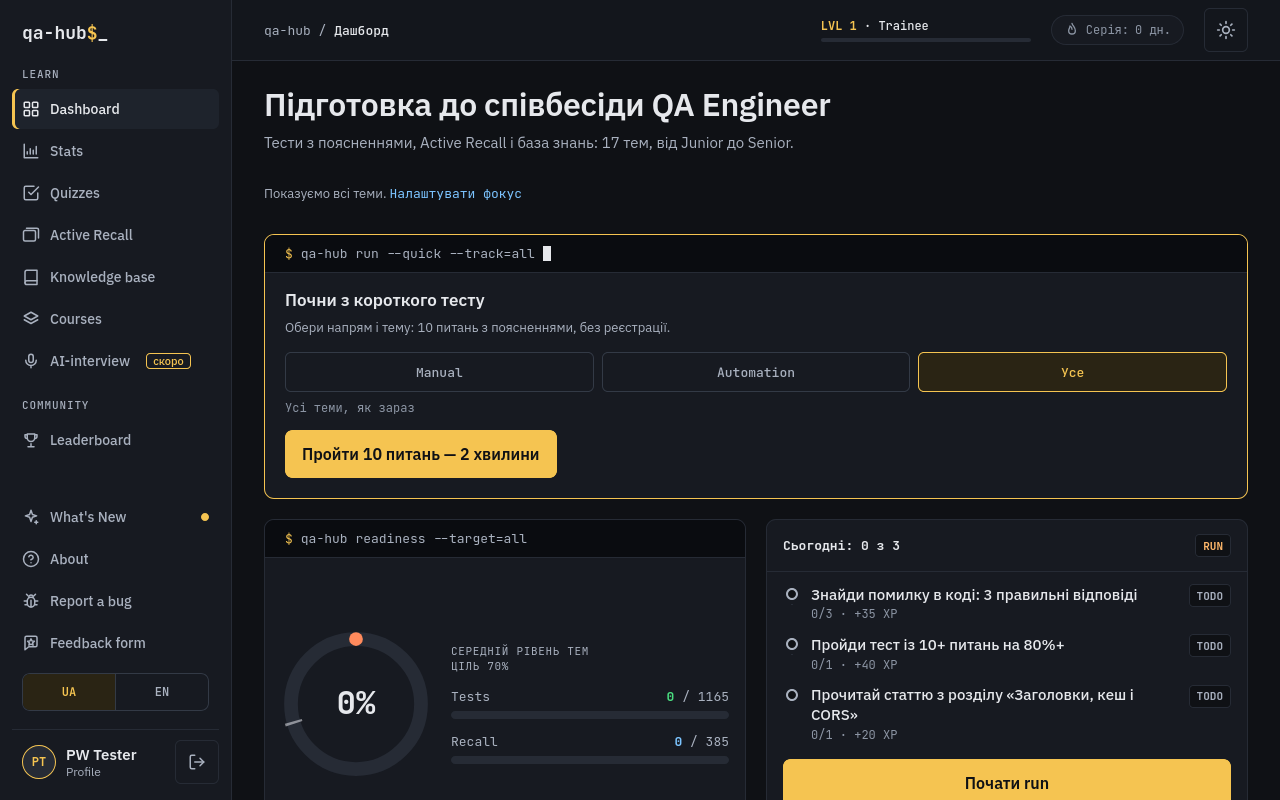 qa-hub$_
LEARN
Dashboard
Stats
Quizzes
Active Recall
Knowledge base
Courses
AI-interview скоро
COMMUNITY
Leaderboard
What's New
About
Report a bug
Feedback form
UA EN
PT PW Tester
Profile
qa-hub / Дашборд
LVL 1 · Trainee
Серія: 0 дн.
Підготовка до співбесіди QA Engineer
Тести з поясненнями, Active Recall і база знань: 17 тем, від Junior до Senior.
Показуємо всі теми. Налаштувати фокус
$ qa-hub run --quick --track=all
Почни з короткого тесту
Обери напрям і тему: 10 питань з поясненнями, без реєстрації.
Manual Automation Усе
Усі теми, як зараз
Пройти 10 питань — 2 хвилини
$ qa-hub readiness --target=all
0%
СЕРЕДНІЙ РІВЕНЬ ТЕМ
ЦІЛЬ 70%
Tests 0 / 1165
Recall 0 / 385
Сьогодні: 0 з 3 RUN
Знайди помилку в коді: 3 правильні відповіді TODO
0/3 · +35 XP
Пройди тест із 10+ питань на 80%+ TODO
0/1 · +40 XP
Прочитай статтю з розділу «Заголовки, кеш і TODO
CORS»
0/1 · +20 XP
Почати run